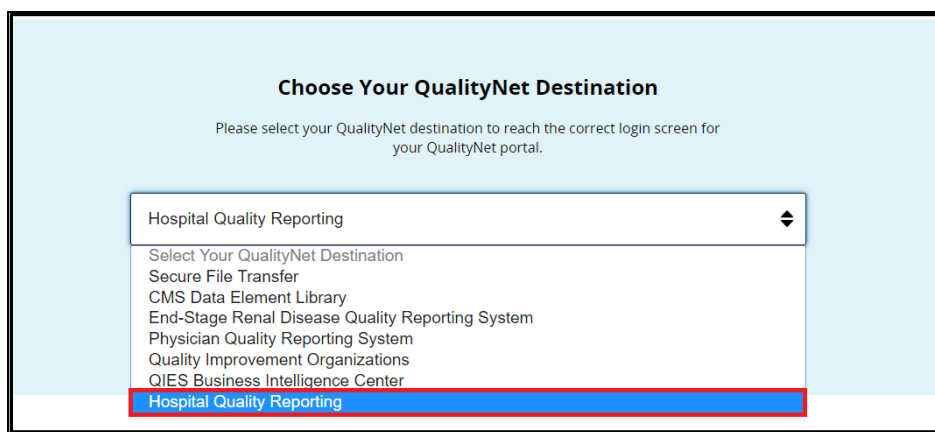 Choose Your QualityNet Destination
Please select your QualityNet destination to reach the correct login screen for
your QualityNet portal.
Hospital Quality Reporting
Select Your QualityNet Destination
Secure File Transfer
CMS Data Element Library
End-Stage Renal Disease Quality Reporting System
Physician Quality Reporting System
Quality Improvement Organizations
QIES Business Intelligence Center
Hospital Quality Reporting